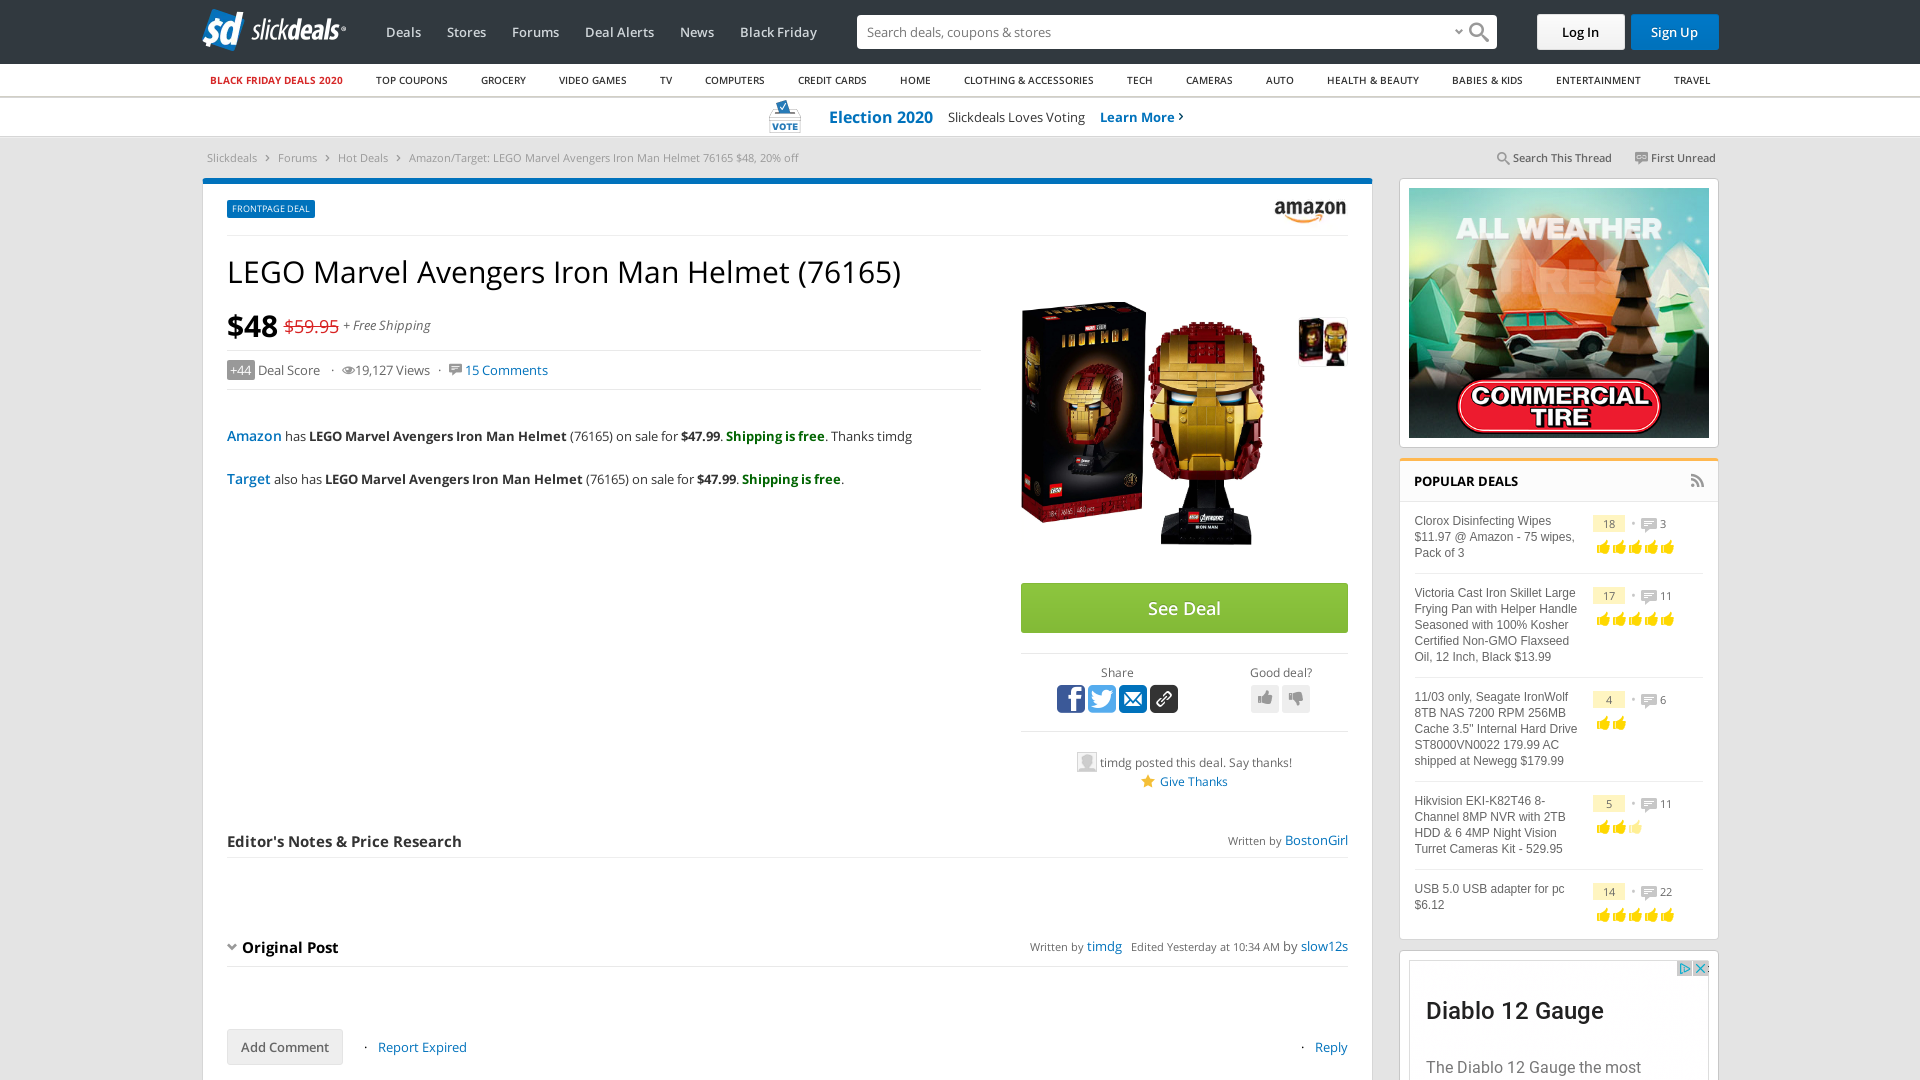 slickdeals
Deals Stores Forums Deal Alerts News Black Friday
Search deals, coupons & shopping
Log In Sign Up
BLACK FRIDAY DEALS 2020 TOP COUPONS GROCERY VIDEO GAMES TV COMPUTERS CREDIT CARDS HOME CLOTHING & ACCESSORIES TECH CAMERAS AUTO HEALTH & BEAUTY BABIES & KIDS ENTERTAINMENT TRAVEL
VOTE Election 2020 Slickdeals Loves Voting Learn More
Slickdeals Forums Hot Deals Amazon/Target: LEGO Marvel Avengers Iron Man Helmet 76165 $48, 20% off
Search This Thread First Unread
FRONTPAGE DEAL
amazon
LEGO Marvel Avengers Iron Man Helmet (76165)
$48 $59.95 + Free Shipping
+44 Deal Score · 19,127 Views · 15 Comments
Amazon has LEGO Marvel Avengers Iron Man Helmet (76165) on sale for $47.99. Shipping is free. Thanks timdg
Target also has LEGO Marvel Avengers Iron Man Helmet (76165) on sale for $47.99. Shipping is free.
IRON MAN
See Deal
Share Good deal?
timdg posted this deal. Say thanks!
Give Thanks
Editor's Notes & Price Research
Written by BostonGirl
Original Post
Written by timdg Edited Yesterday at 10:34 AM by slow12s
Add Comment · Report Expired
· Reply
ALL WEATHER
TIRES
COMMERCIAL
TIRE
POPULAR DEALS
Clorox Disinfecting Wipes
$11.97 @ Amazon - 75 wipes,
Pack of 3
18 · 3
Victoria Cast Iron Skillet Large
Frying Pan with Helper Handle
Seasoned with 100% Kosher
Certified Non-GMO Flaxseed
Oil, 12 Inch, Black $13.99
17 · 11
11/03 only, Seagate IronWolf
8TB NAS 7200 RPM 256MB
Cache 3.5" Internal Hard Drive
ST8000VN0022 179.99 AC
shipped at Newegg $179.99
4 · 6
Hikvision EKI-K82T46 8-
Channel 8MP NVR with 2TB
HDD & 6 4MP Night Vision
Turret Cameras Kit - 529.95
5 · 11
USB 5.0 USB adapter for pc
$6.12
14 · 22
Diablo 12 Gauge
The Diablo 12 Gauge the most